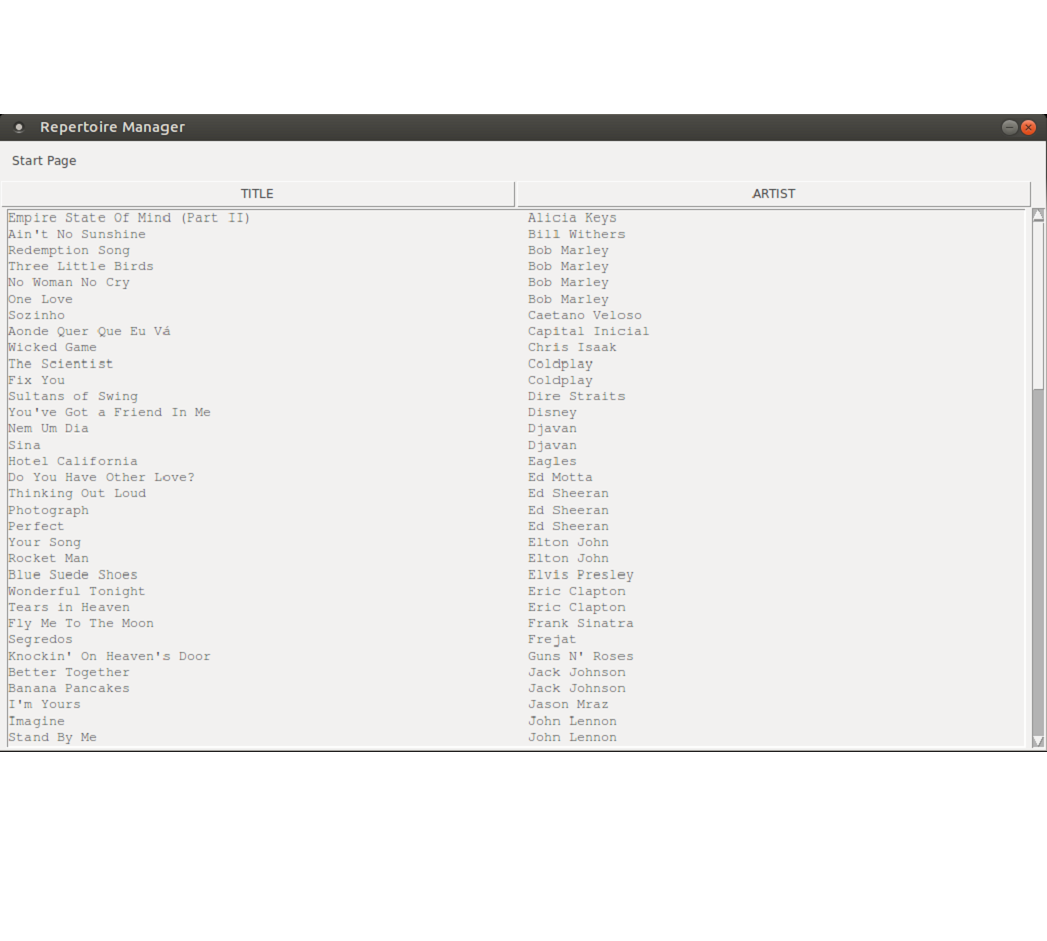 Repertoire Manager
Start Page
TITLE ARTIST
Empire State Of Mind (Part II) Alicia Keys
Ain't No Sunshine Bill Withers
Redemption Song Bob Marley
Three Little Birds Bob Marley
No Woman No Cry Bob Marley
One Love Bob Marley
Sozinho Caetano Veloso
Aonde Quer Que Eu Vá Capital Inicial
Wicked Game Chris Isaak
The Scientist Coldplay
Fix You Coldplay
Sultans of Swing Dire Straits
You've Got a Friend In Me Disney
Nem Um Dia Djavan
Sina Djavan
Hotel California Eagles
Do You Have Other Love? Ed Motta
Thinking Out Loud Ed Sheeran
Photograph Ed Sheeran
Perfect Ed Sheeran
Your Song Elton John
Rocket Man Elton John
Blue Suede Shoes Elvis Presley
Wonderful Tonight Eric Clapton
Tears in Heaven Eric Clapton
Fly Me To The Moon Frank Sinatra
Segredos Frejat
Knockin' On Heaven's Door Guns N' Roses
Better Together Jack Johnson
Banana Pancakes Jack Johnson
I'm Yours Jason Mraz
Imagine John Lennon
Stand By Me John Lennon